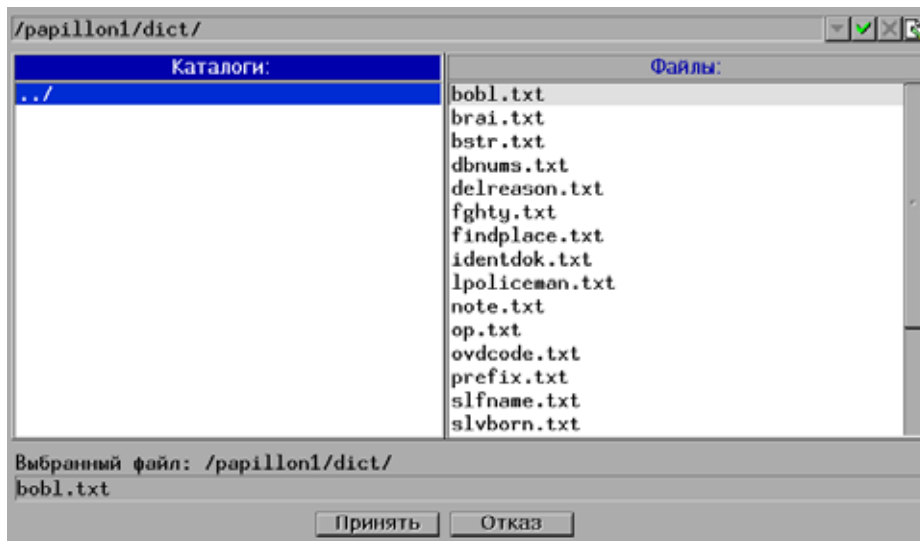 /papillon1/dict/
Каталоги:
Файлы:
../
bobl.txt
brai.txt
bstr.txt
dbnums.txt
delreason.txt
fghty.txt
findplace.txt
identdok.txt
lpoliceman.txt
note.txt
op.txt
ovdcode.txt
prefix.txt
slfname.txt
slvborn.txt
Выбранный файл: /papillon1/dict/
bobl.txt
Принять
Отказ